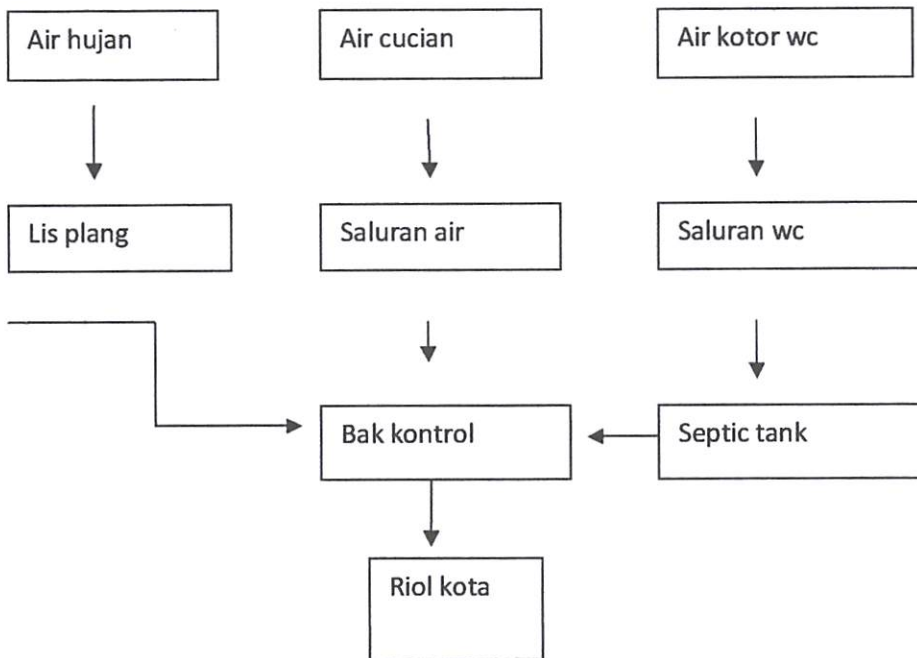 Air hujan
Air cucian
Air kotor wc
Lis plang
Saluran air
Saluran wc
Bak kontrol
Septic tank
Riol kota